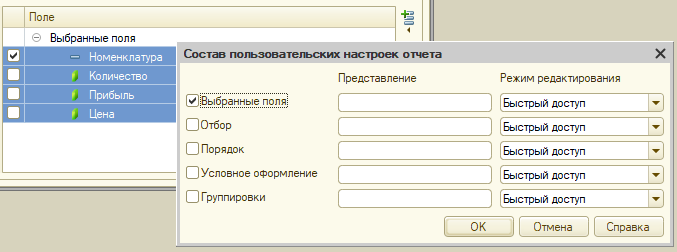 Поле
Выбранные поля
Номенклатура
Количество
Прибыль
Цена
Состав пользовательских настроек отчета
Представление Режим редактирования
Выбранные поля Быстрый доступ
Отбор Быстрый доступ
Порядок Быстрый доступ
Условное оформление Быстрый доступ
Группировки Быстрый доступ
ОК Отмена Справка